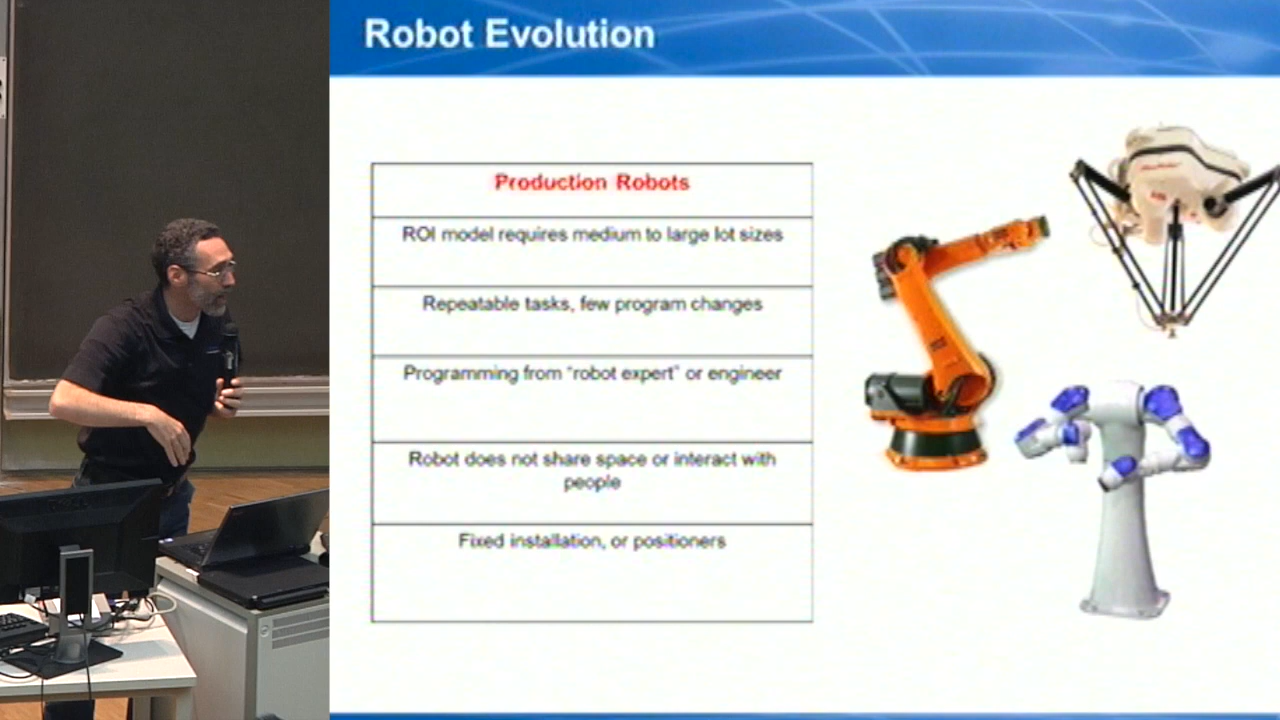 Robot Evolution
Production Robots
ROI model requires medium to large lot sizes
Repeatable tasks, few program changes
Programming from "robot expert" or engineer
Robot does not share space or interact with
people
Fixed installation, or positioners